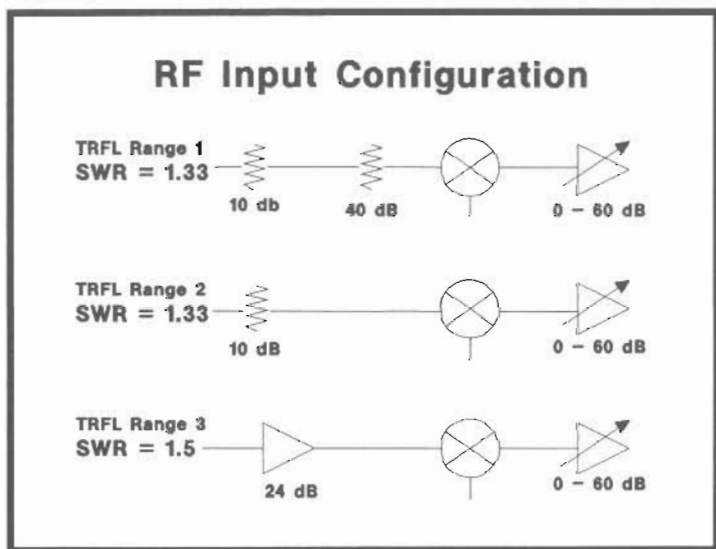 RF Input Configuration
TRFL Range 1
SWR = 1.33
10 db
40 dB
0 – 60 dB
TRFL Range 2
SWR = 1.33
10 dB
0 – 60 dB
TRFL Range 3
SWR = 1.5
24 dB
0 – 60 dB